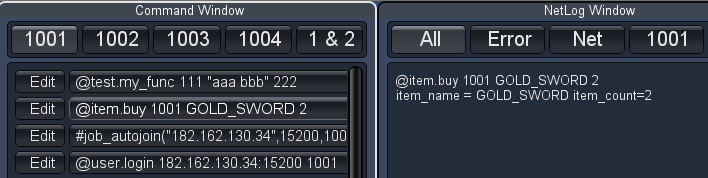 Command Window
1001 1002 1003 1004 1 & 2
Edit @test.my_func 111 "aaa bbb" 222
Edit @item.buy 1001 GOLD_SWORD 2
Edit #job_autojoin("182.162.130.34",15200,100
Edit @user.login 182.162.130.34:15200 1001
NetLog Window
All Error Net 1001
@item.buy 1001 GOLD_SWORD 2
item_name = GOLD_SWORD item_count=2